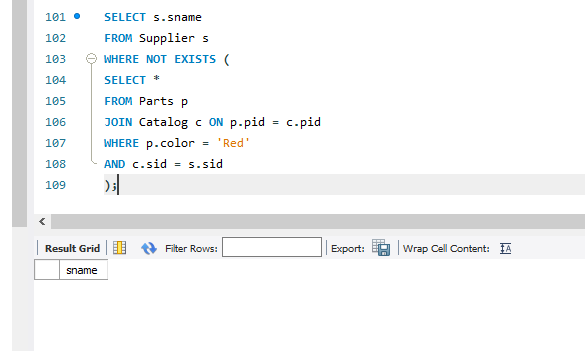 101 SELECT s.sname
102 FROM Supplier s
103 WHERE NOT EXISTS (
104 SELECT *
105 FROM Parts p
106 JOIN Catalog c ON p.pid = c.pid
107 WHERE p.color = 'Red'
108 AND c.sid = s.sid
109 );
Result Grid Filter Rows: Export: Wrap Cell Content: IA
sname